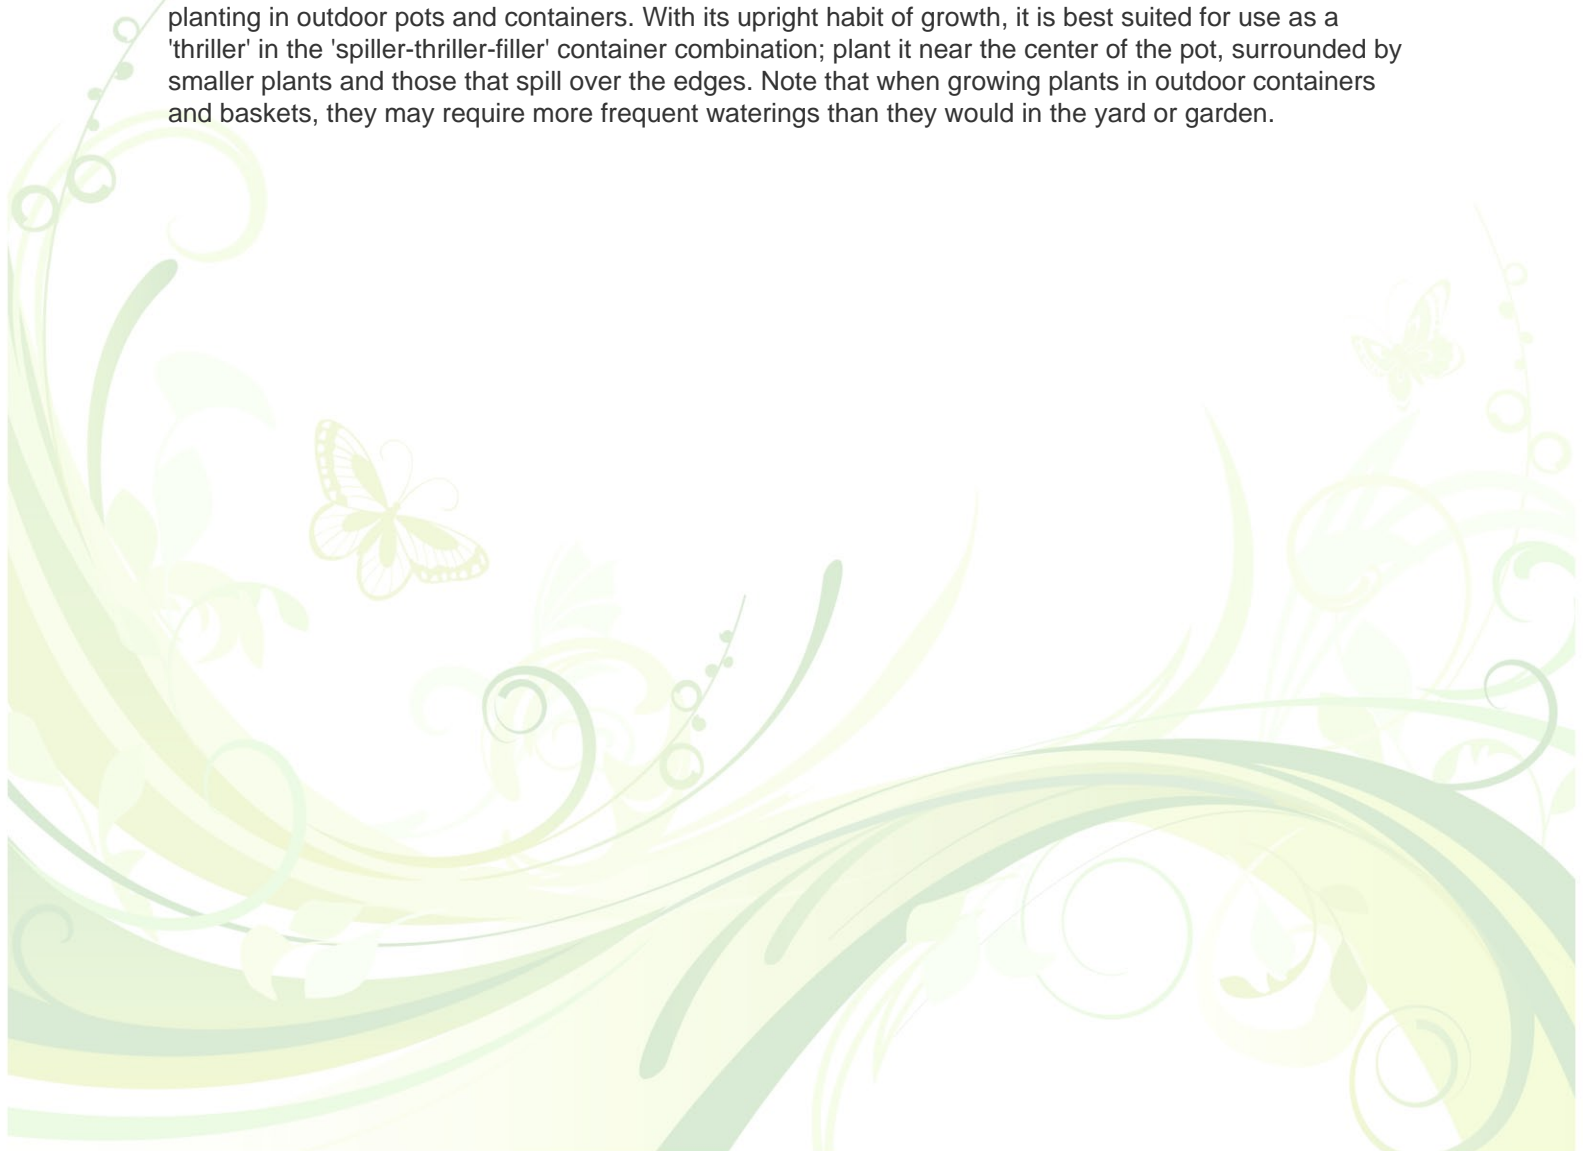 planting in outdoor pots and containers. With its upright habit of growth, it is best suited for use as a
'thriller' in the 'spiller-thriller-filler' container combination; plant it near the center of the pot, surrounded by
smaller plants and those that spill over the edges. Note that when growing plants in outdoor containers
and baskets, they may require more frequent waterings than they would in the yard or garden.